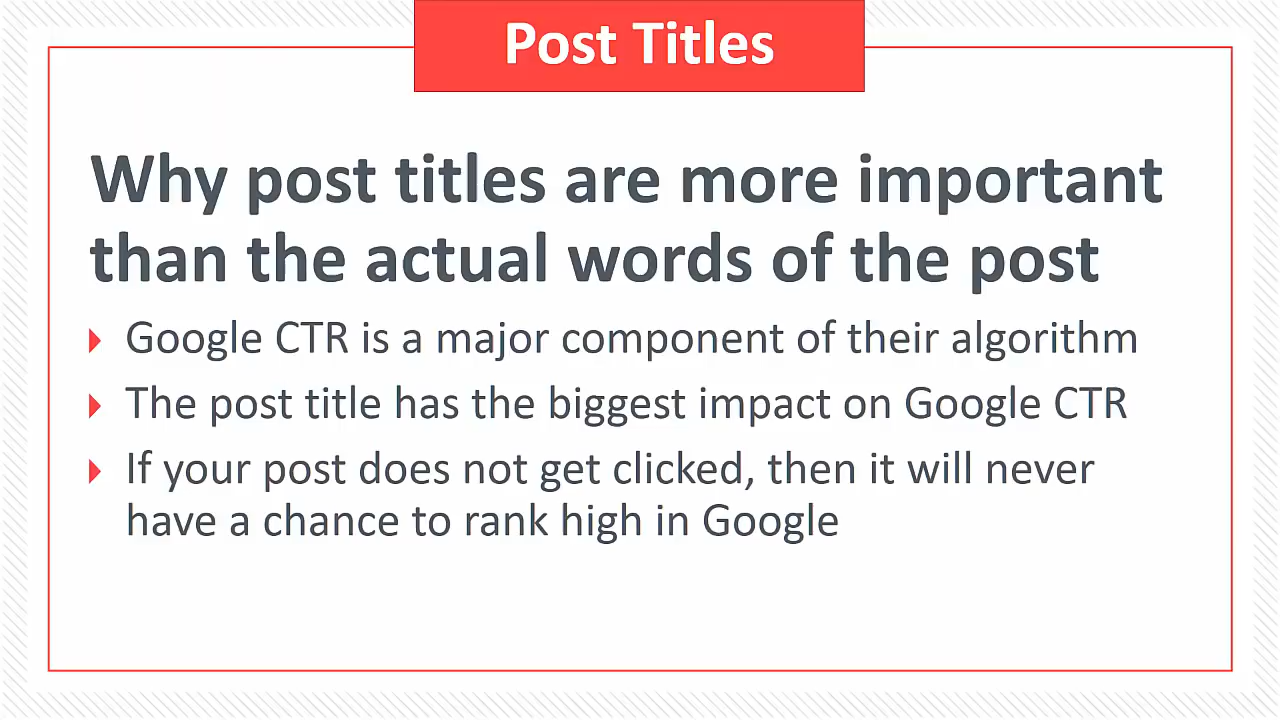 Post Titles
Why post titles are more important
than the actual words of the post
Google CTR is a major component of their algorithm
The post title has the biggest impact on Google CTR
If your post does not get clicked, then it will never
have a chance to rank high in Google